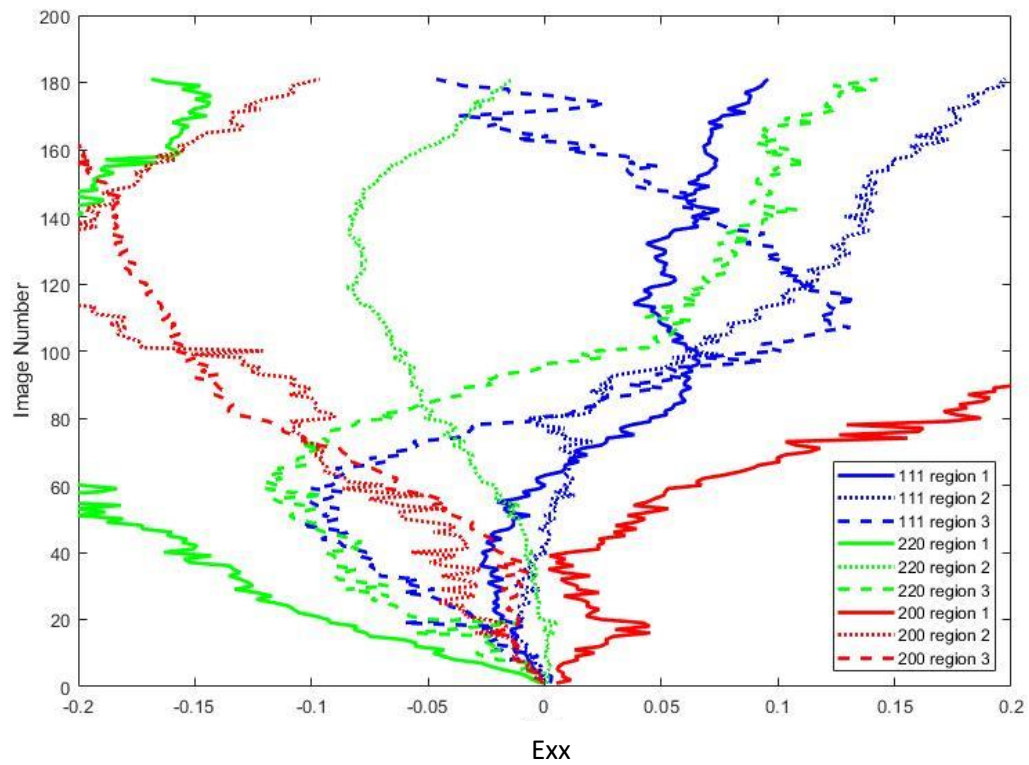 200
180
160
140
120
100
80
60
40
20
0
Image Number
-0.2
-0.15
-0.1
-0.05
0
0.05
0.1
0.15
0.2
Exx
111 region 1
111 region 2
111 region 3
220 region 1
220 region 2
220 region 3
200 region 1
200 region 2
200 region 3